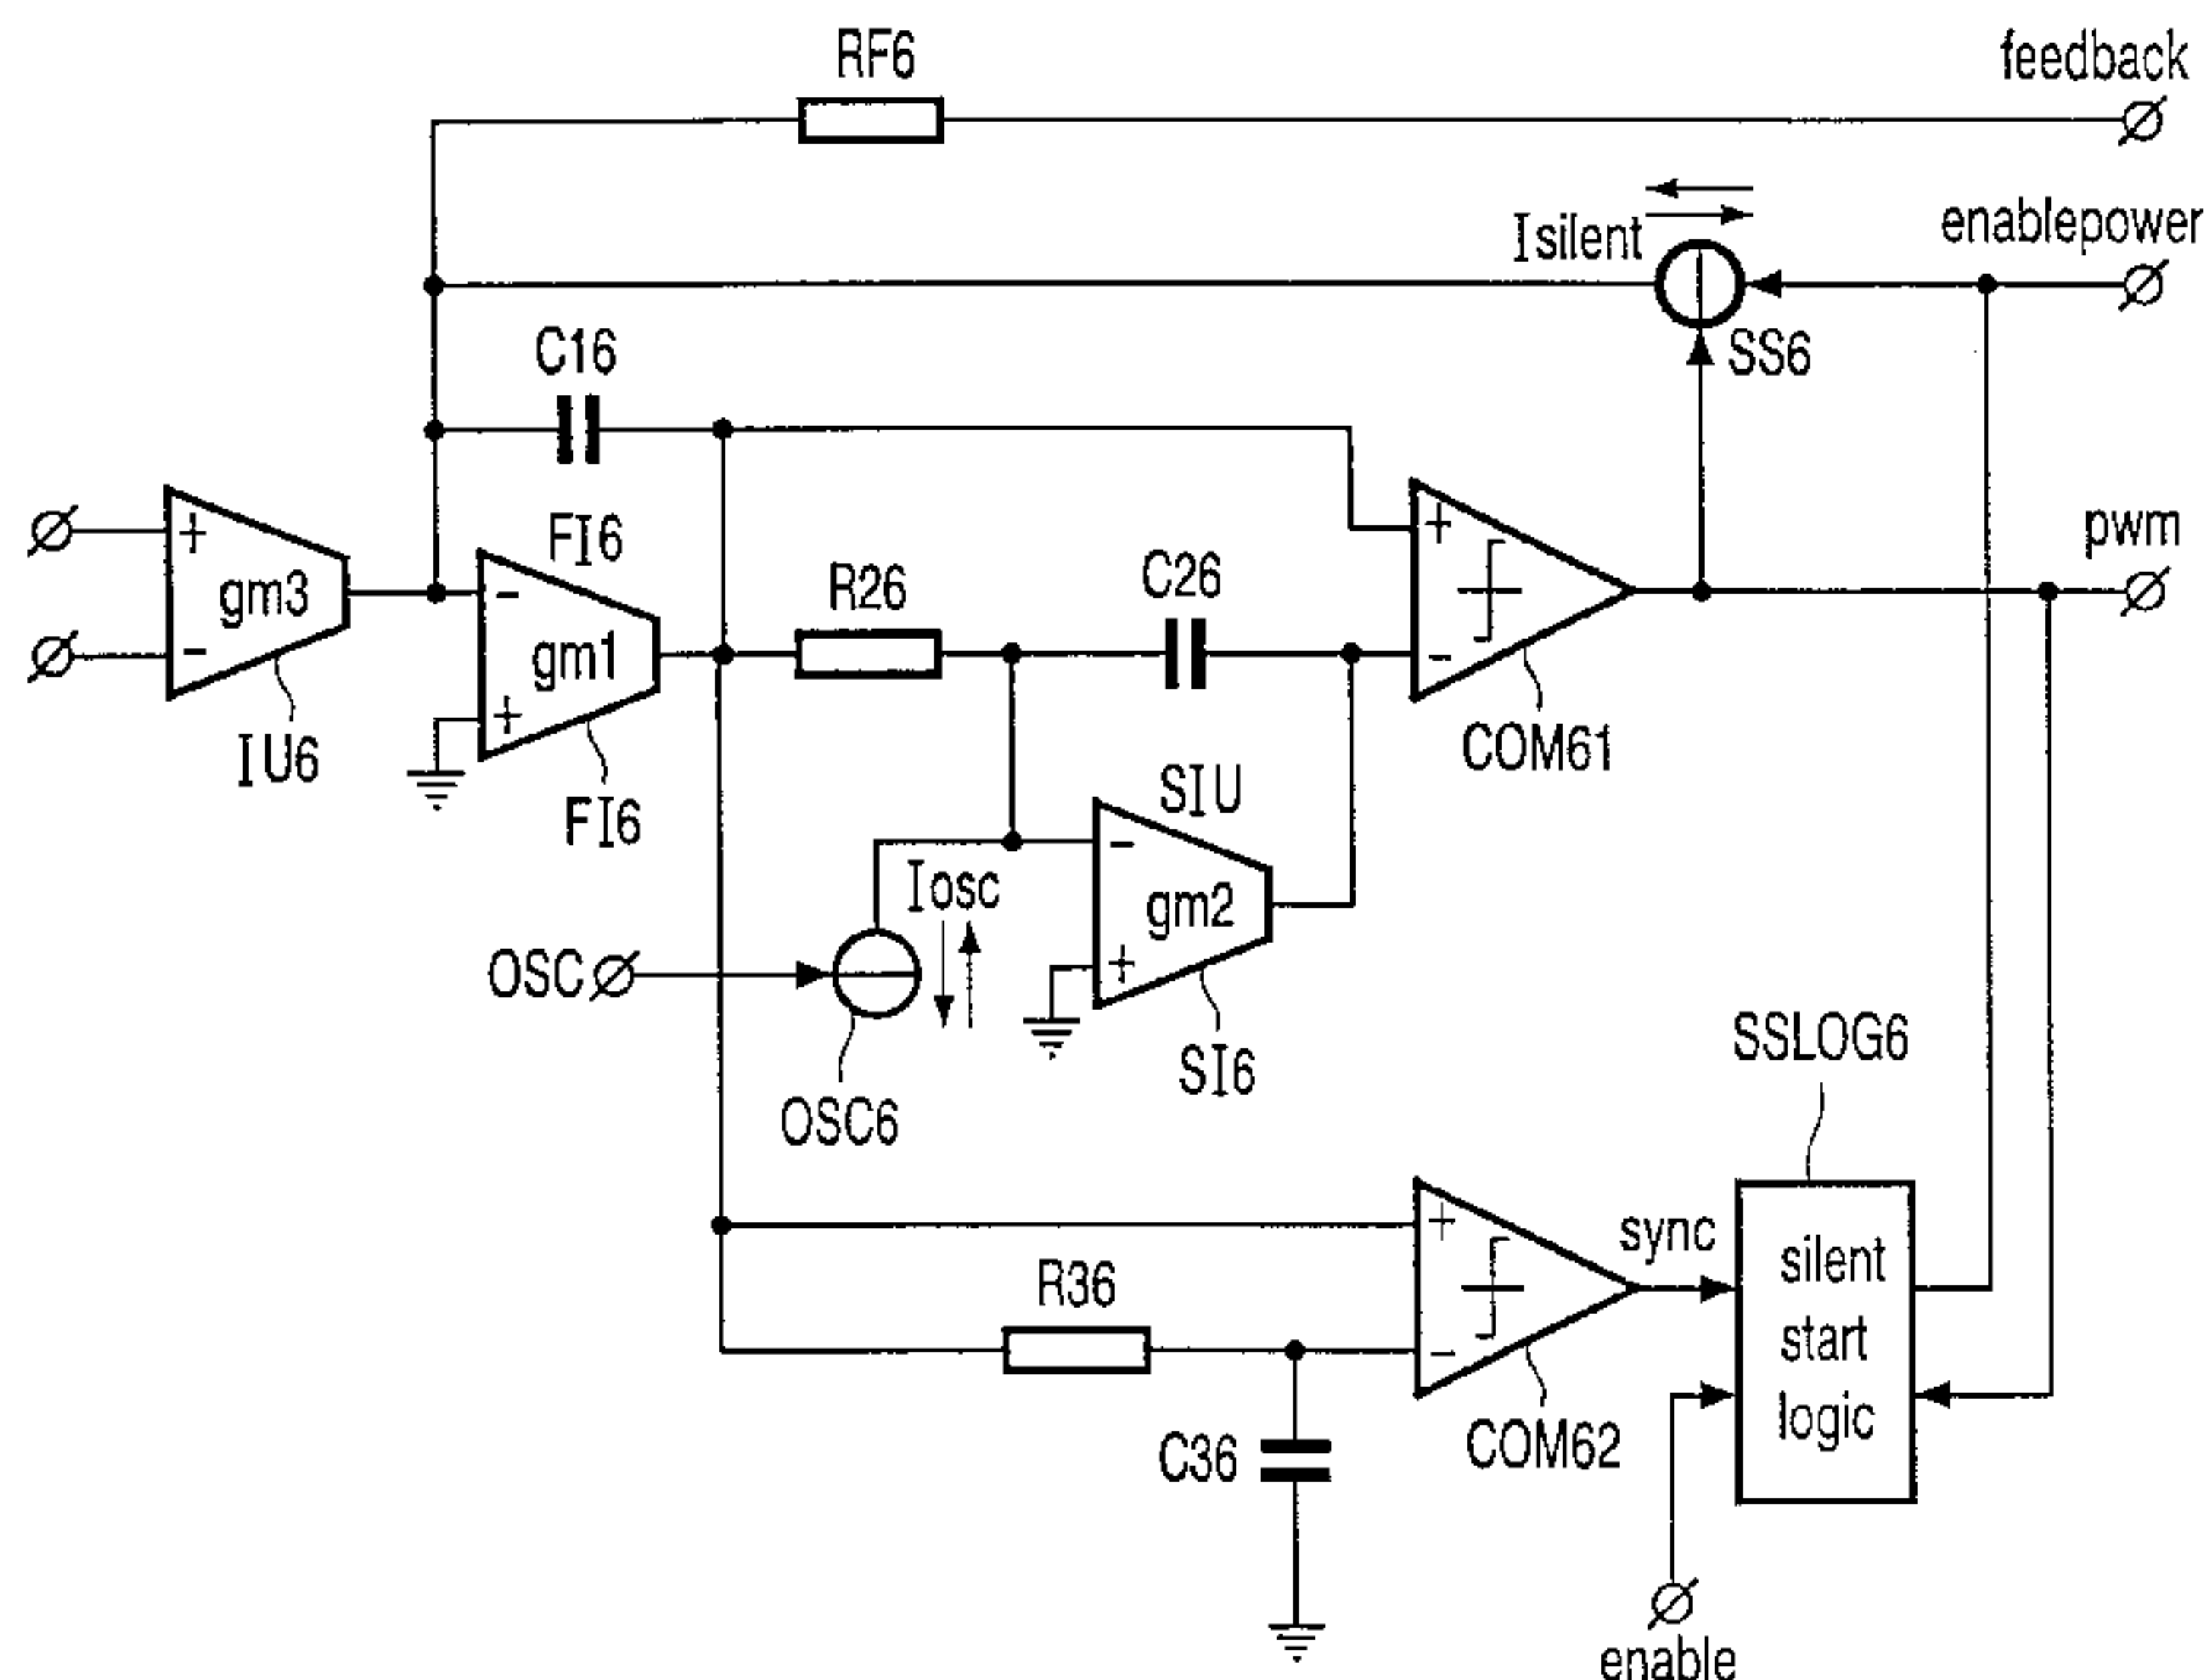 RF6
feedback
Isilent
enablepower
SS6
C16
FI6
+
gm3
-
IU6
-
gm1
+
FI6
R26
C26
+
-
COM61
pwm
SIU
-
gm2
+
SI6
Iosc
OSC
OSC6
SSLOG6
+
-
sync
R36
COM62
C36
silent
start
logic
enable